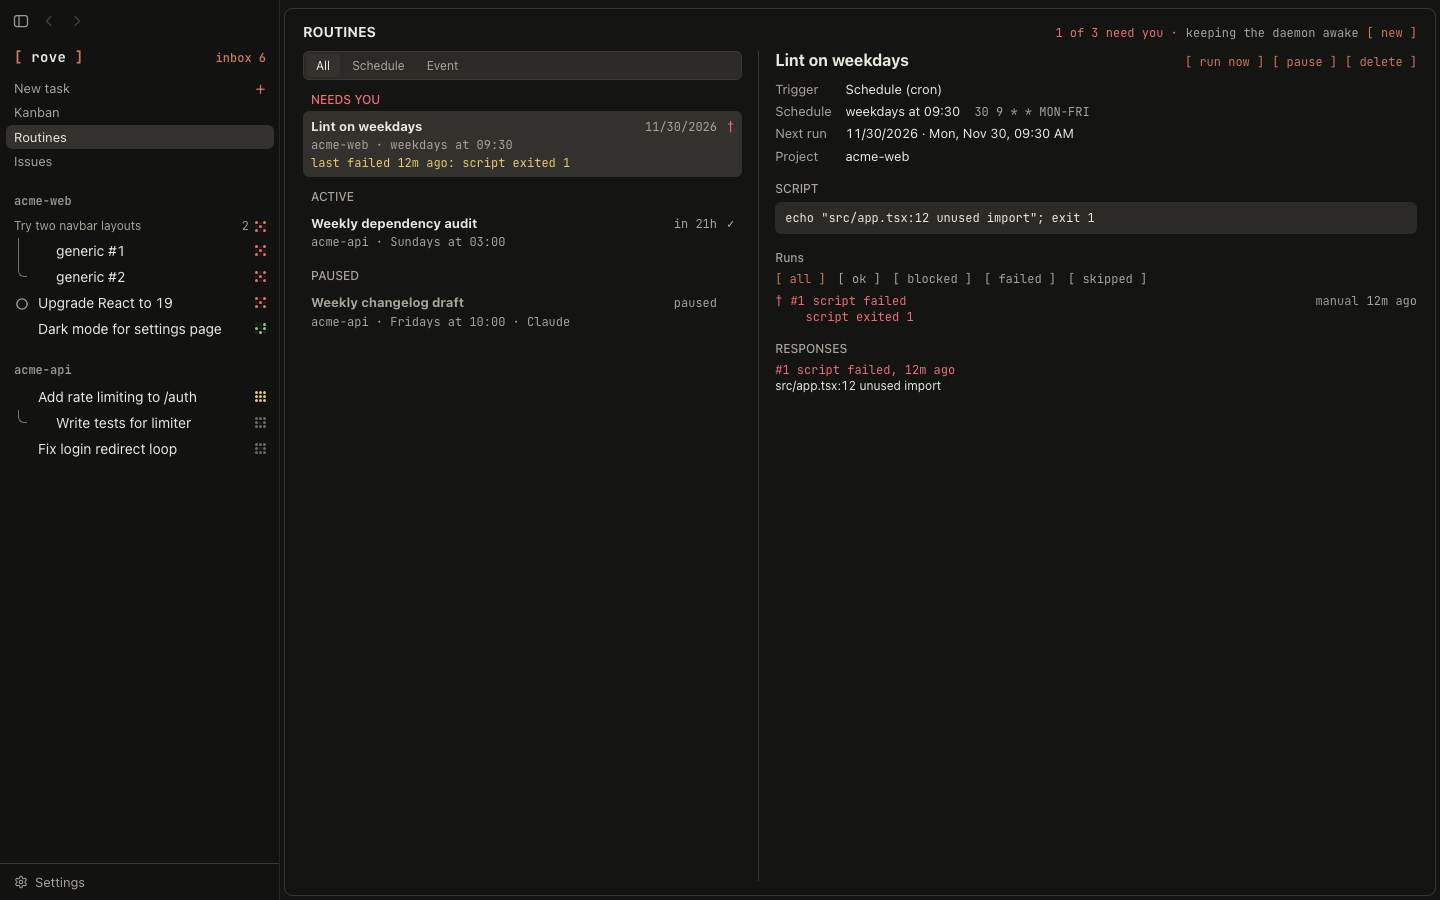 [ rove ]
inbox 6
New task +
Kanban
Routines
Issues
acme-web
Try two navbar layouts 2
generic #1
generic #2
Upgrade React to 19
Dark mode for settings page
acme-api
Add rate limiting to /auth
Write tests for limiter
Fix login redirect loop
Settings
ROUTINES
1 of 3 need you · keeping the daemon awake [ new ]
All Schedule Event
NEEDS YOU
Lint on weekdays 11/30/2026 †
acme-web · weekdays at 09:30
last failed 12m ago: script exited 1
ACTIVE
Weekly dependency audit in 21h ✓
acme-api · Sundays at 03:00
PAUSED
Weekly changelog draft paused
acme-api · Fridays at 10:00 · Claude
Lint on weekdays [ run now ] [ pause ] [ delete ]
Trigger Schedule (cron)
Schedule weekdays at 09:30 30 9 * * MON-FRI
Next run 11/30/2026 · Mon, Nov 30, 09:30 AM
Project acme-web
SCRIPT
echo "src/app.tsx:12 unused import"; exit 1
Runs
[ all ] [ ok ] [ blocked ] [ failed ] [ skipped ]
† #1 script failed manual 12m ago
script exited 1
RESPONSES
#1 script failed, 12m ago
src/app.tsx:12 unused import